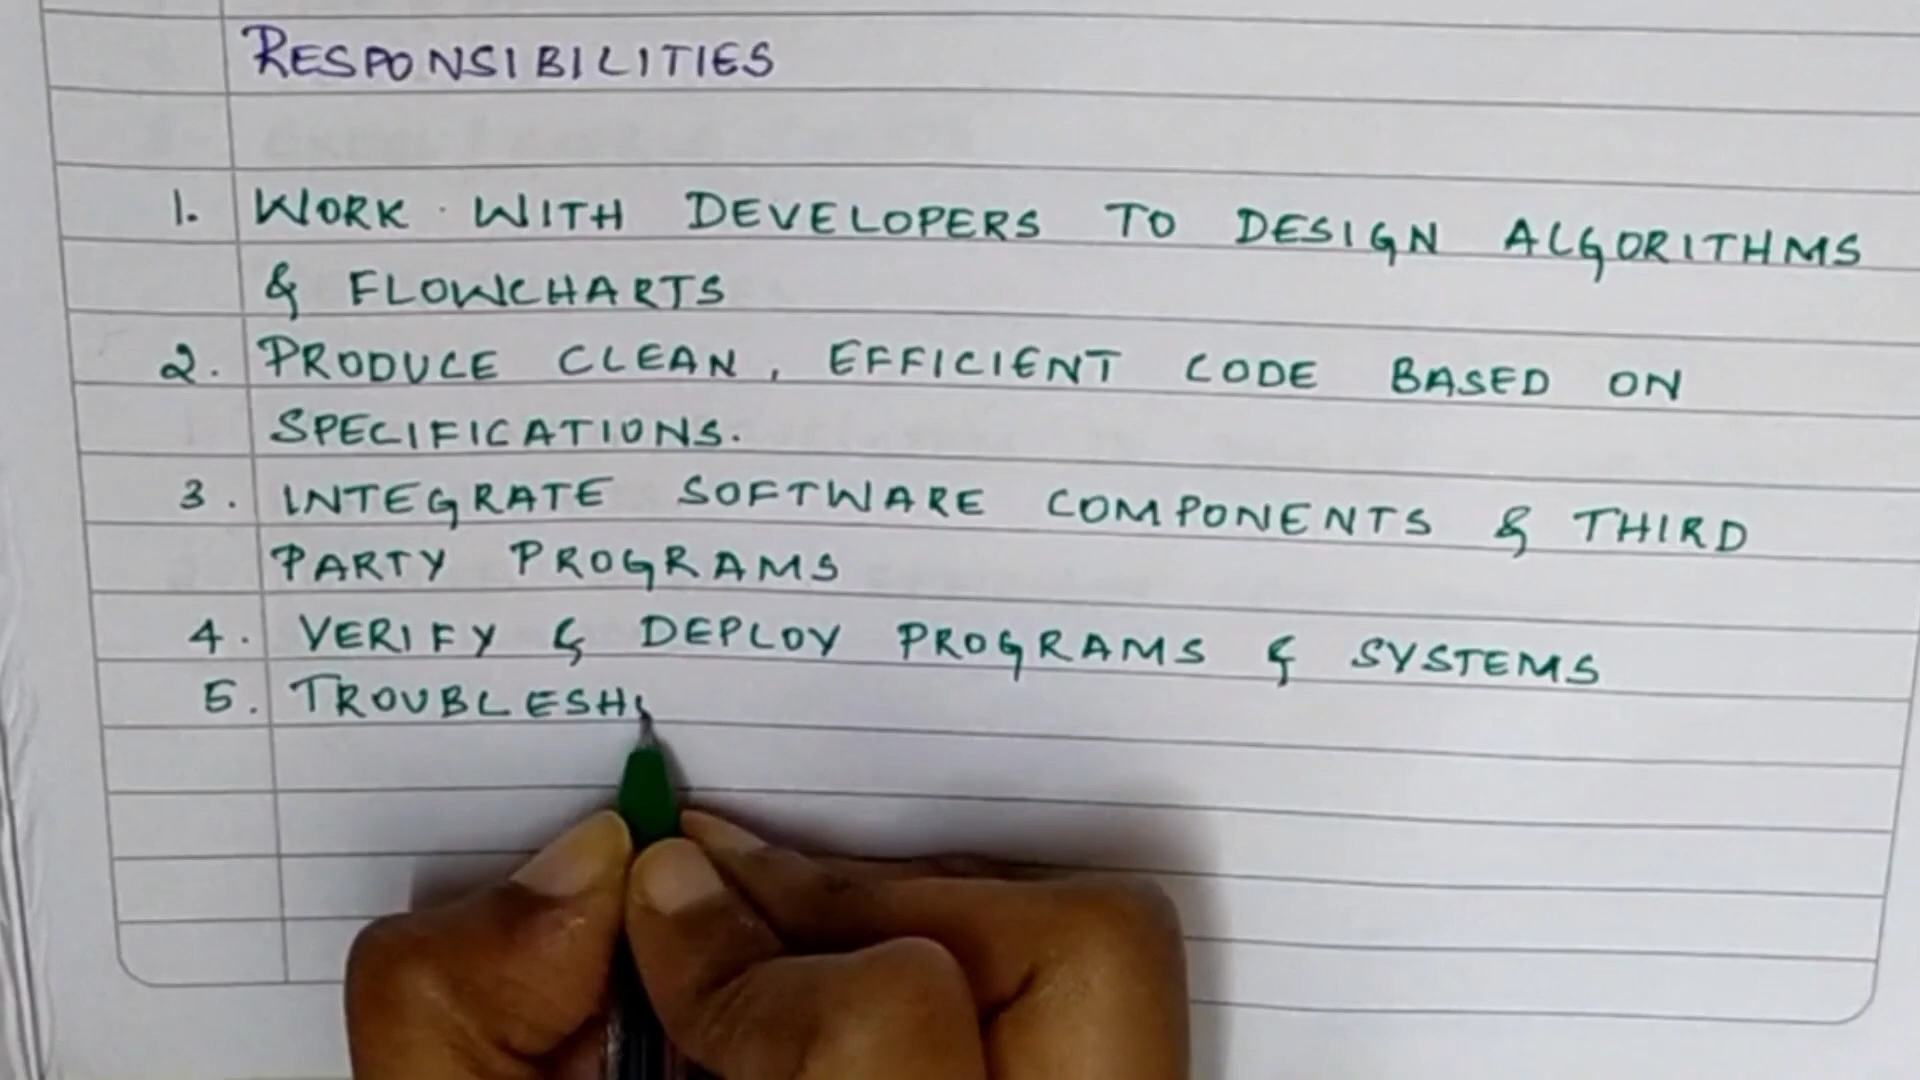 RESPONSIBILITIES
1. WORK WITH DEVELOPERS TO DESIGN ALGORITHMS
& FLOWCHARTS
2. PRODUCE CLEAN, EFFICIENT CODE BASED ON
SPECIFICATIONS.
3. INTEGRATE SOFTWARE COMPONENTS & THIRD
PARTY PROGRAMS
4. VERIFY & DEPLOY PROGRAMS & SYSTEMS
5. TROUBLESH